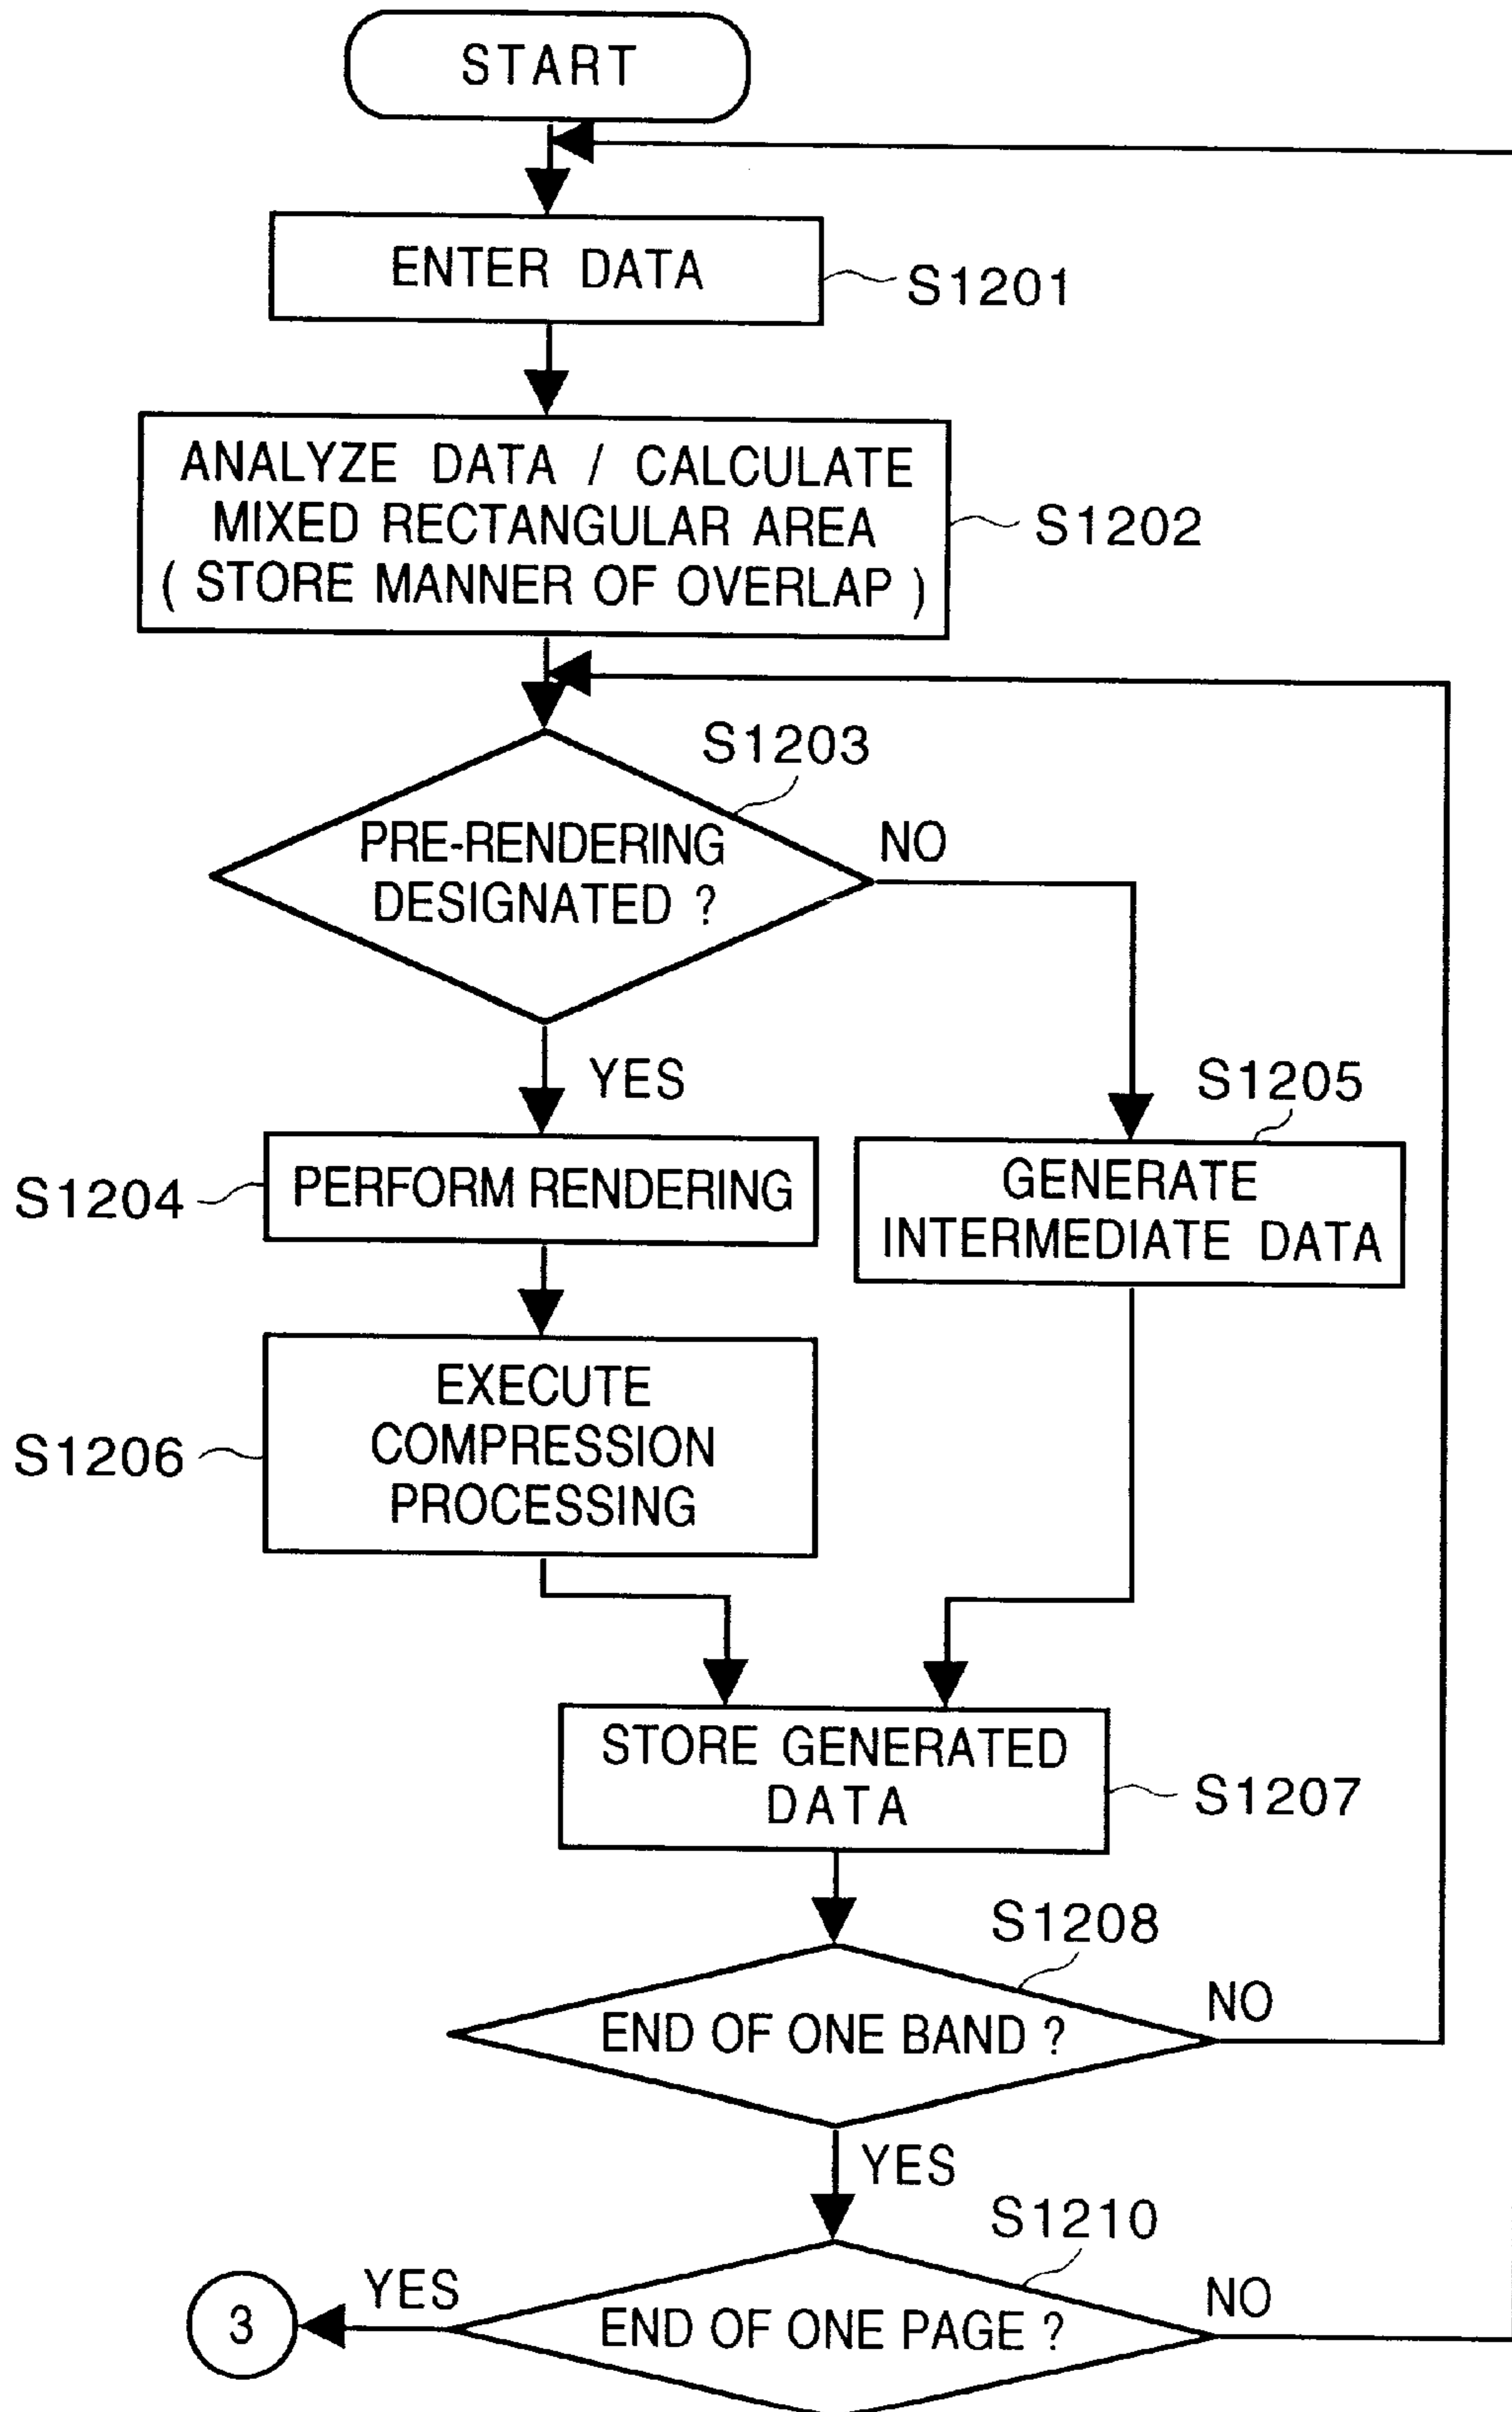 START
ENTER DATA
S1201
ANALYZE DATA / CALCULATE
MIXED RECTANGULAR AREA
( STORE MANNER OF OVERLAP )
S1202
S1203
PRE-RENDERING
DESIGNATED ?
NO
YES
S1205
S1204
PERFORM RENDERING
GENERATE
INTERMEDIATE DATA
S1206
EXECUTE
COMPRESSION
PROCESSING
STORE GENERATED
DATA
S1207
S1208
END OF ONE BAND ?
NO
YES
S1210
3
YES
END OF ONE PAGE ?
NO